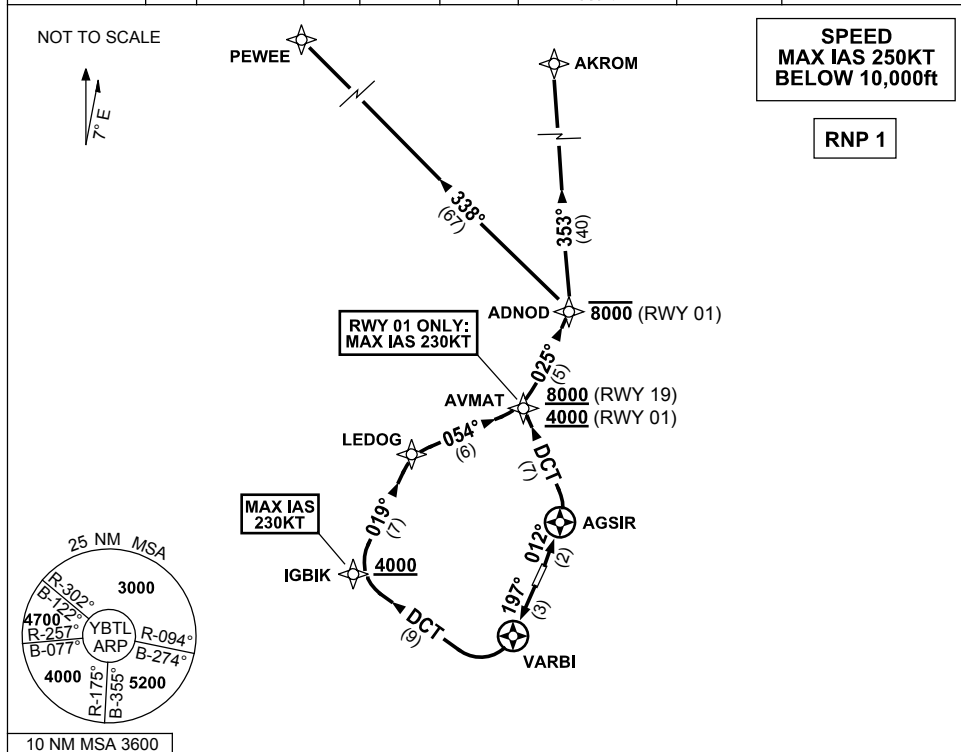 NOT TO SCALE
7° E
PEWEE
AKROM
SPEED
MAX IAS 250KT
BELOW 10,000ft
RNP 1
338°
(67)
353°
(40)
ADNOD
8000 (RWY 01)
RWY 01 ONLY:
MAX IAS 230KT
025°
(5)
AVMAT
8000 (RWY 19)
4000 (RWY 01)
LEDOG
054°
(6)
DCT
(7)
MAX IAS
230KT
019°
(7)
AGSIR
012°
(2)
IGBIK
4000
197°
(3)
DCT
(9)
VARBI
25 NM MSA
3000
R-302°
B-122°
4700
R-257°
B-077°
YBTL
ARP
R-094°
B-274°
4000
R-175°
B-355°
5200
10 NM MSA 3600